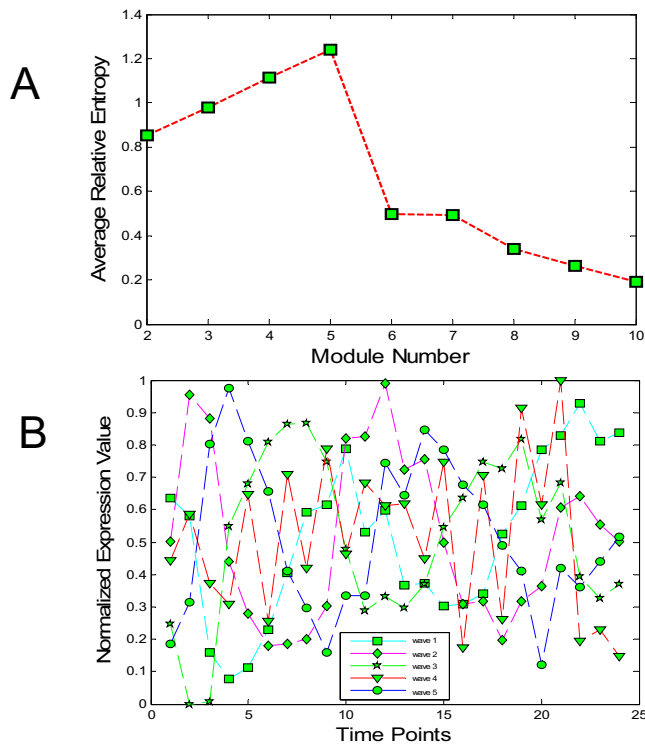 A
Average Relative Entropy
1.4
1.2
1
0.8
0.6
0.4
0.2
0
2 3 4 5 6 7 8 9 10
Module Number
B
Normalized Expression Value
1
0.9
0.8
0.7
0.6
0.5
0.4
0.3
0.2
0.1
0
wave 1
wave 2
wave 3
wave 4
wave 5
0 5 10 15 20 25
Time Points